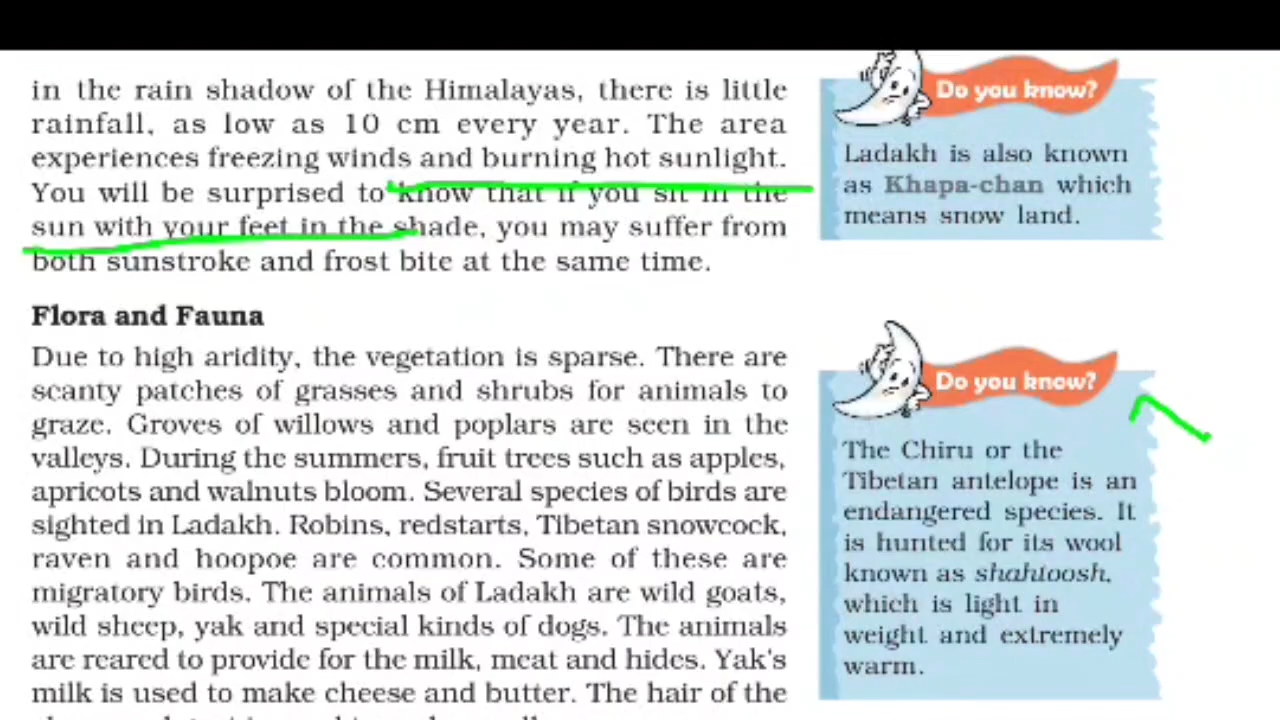 in the rain shadow of the Himalayas, there is little
rainfall, as low as 10 cm every year. The area
experiences freezing winds and burning hot sunlight.
You will be surprised to know that if you sit in the
sun with your feet in the shade, you may suffer from
both sunstroke and frost bite at the same time.
Flora and Fauna
Due to high aridity, the vegetation is sparse. There are
scanty patches of grasses and shrubs for animals to
graze. Groves of willows and poplars are seen in the
valleys. During the summers, fruit trees such as apples,
apricots and walnuts bloom. Several species of birds are
sighted in Ladakh. Robins, redstarts, Tibetan snowcock,
raven and hoopoe are common. Some of these are
migratory birds. The animals of Ladakh are wild goats,
wild sheep, yak and special kinds of dogs. The animals
are reared to provide for the milk, meat and hides. Yak's
milk is used to make cheese and butter. The hair of the
Do you know?
Ladakh is also known
as Khapa-chan which
means snow land.
Do you know?
The Chiru or the
Tibetan antelope is an
endangered species. It
is hunted for its wool
known as shahtoosh,
which is light in
weight and extremely
warm.